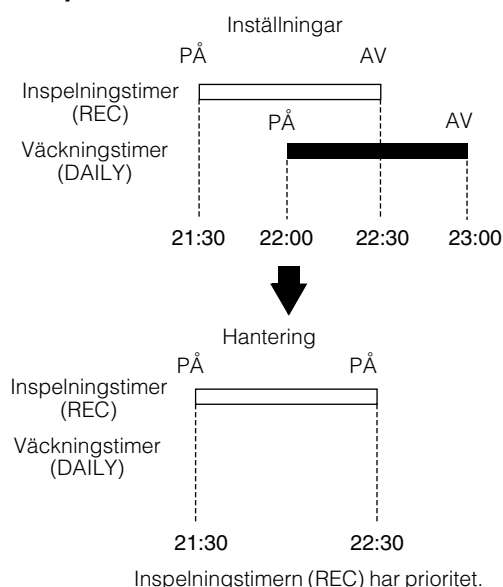 Inställningar
PÅ AV
Inspelningstimer
(REC)
PÅ AV
Väckningstimer
(DAILY)
21:30 22:00 22:30 23:00
Hantering
PÅ PÅ
Inspelningstimer
(REC)
Väckningstimer
(DAILY)
21:30 22:30
Inspelningstimern (REC) har prioritet.